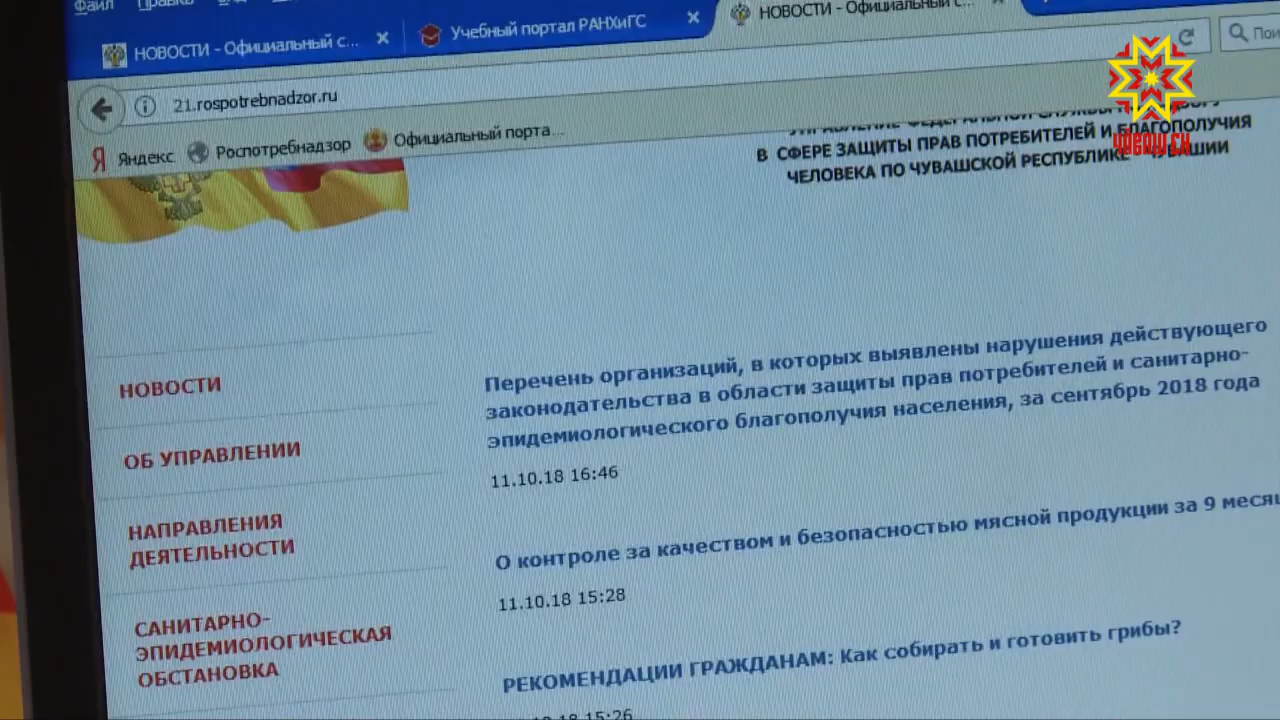 Файл Правка
НОВОСТИ - Официальный с...
Учебный портал РАНХиГС
НОВОСТИ - Официальный с...
21.rospotrebnadzor.ru
Яндекс
Роспотребнадзор
Официальный порта...
В СФЕРЕ ЗАЩИТЫ ПРАВ ПОТРЕБИТЕЛЕЙ И БЛАГОПОЛУЧИЯ
ЧЕЛОВЕКА ПО ЧУВАШСКОЙ РЕСПУБЛИКЕ
НОВОСТИ
ОБ УПРАВЛЕНИИ
НАПРАВЛЕНИЯ
ДЕЯТЕЛЬНОСТИ
САНИТАРНО-
ЭПИДЕМИОЛОГИЧЕСКАЯ
ОБСТАНОВКА
Перечень организаций, в которых выявлены нарушения действующего
законодательства в области защиты прав потребителей и санитарно-
эпидемиологического благополучия населения, за сентябрь 2018 года
11.10.18 16:46
О контроле за качеством и безопасностью мясной продукции за 9
11.10.18 15:28
РЕКОМЕНДАЦИИ ГРАЖДАНАМ: Как собирать и готовить грибы?
15:26